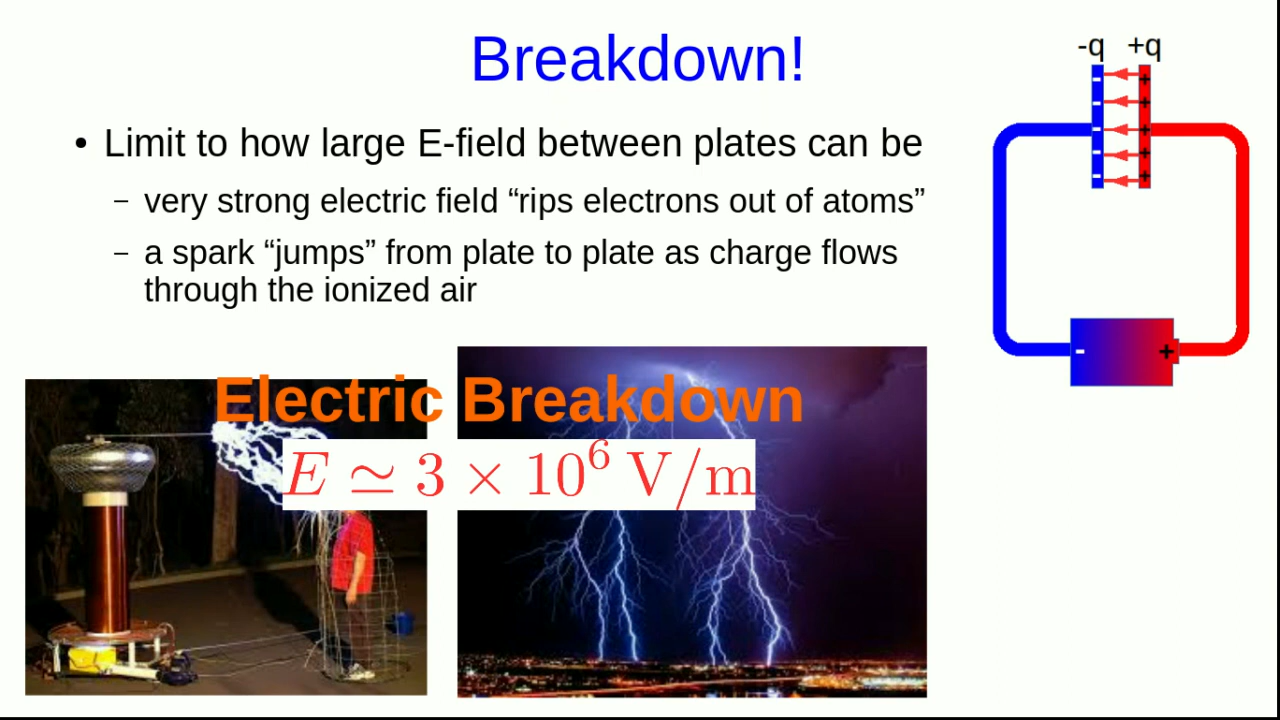 Breakdown!
-q +q
• Limit to how large E-field between plates can be
– very strong electric field “rips electrons out of atoms”
– a spark “jumps” from plate to plate as charge flows
through the ionized air
- +
Electric Breakdown
E ≃ 3 × 10⁶ V/m